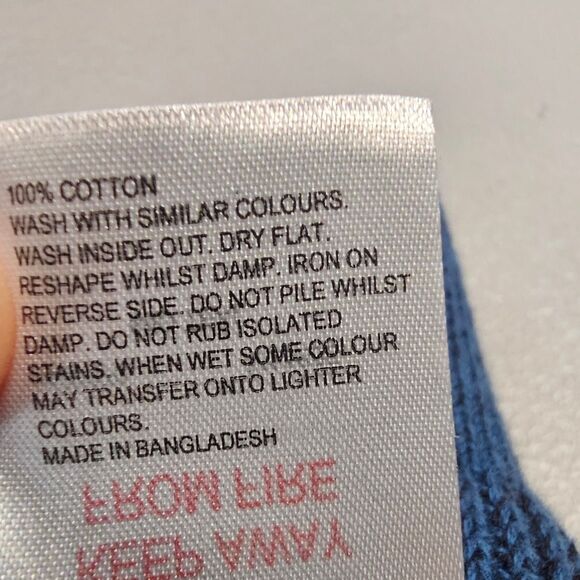 100% COTTON
WASH WITH SIMILAR COLOURS.
WASH INSIDE OUT. DRY FLAT.
RESHAPE WHILST DAMP. IRON ON
REVERSE SIDE. DO NOT PILE WHILST
DAMP. DO NOT RUB ISOLATED
STAINS. WHEN WET SOME COLOUR
MAY TRANSFER ONTO LIGHTER
COLOURS.
MADE IN BANGLADESH
KEEP AWAY
FROM FIRE